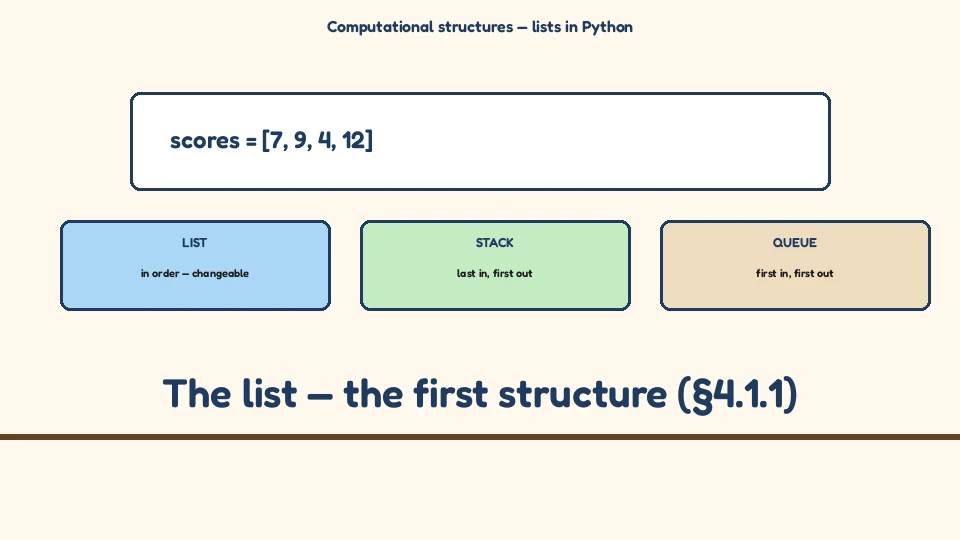 Computational structures – lists in Python
scores = [7, 9, 4, 12]
LIST
in order – changeable
STACK
last in, first out
QUEUE
first in, first out
The list – the first structure (§4.1.1)